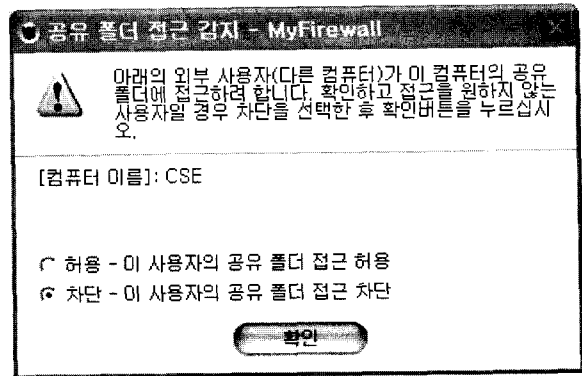 공유 폴더 접근 감지 - MyFirewall
아래의 외부 사용자(다른 컴퓨터)가 이 컴퓨터의 공유
폴더에 접근하려 합니다. 확인하고 접근을 원하지 않는
사용자일 경우 차단을 선택한 후 확인버튼을 누르십시
오.
[컴퓨터 이름]: CSE
허용 - 이 사용자의 공유 폴더 접근 허용
차단 - 이 사용자의 공유 폴더 접근 차단
확인